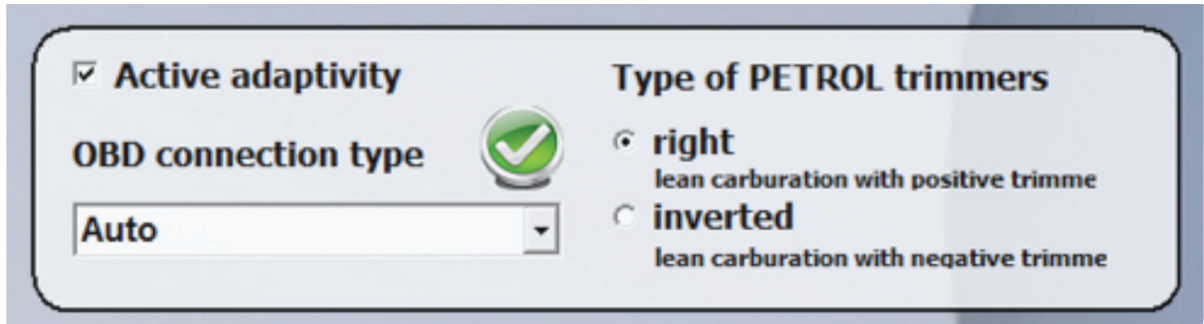 Active adaptivity
OBD connection type
Auto
Type of PETROL trimmers
right
lean carburation with positive trimme
inverted
lean carburation with negative trimme